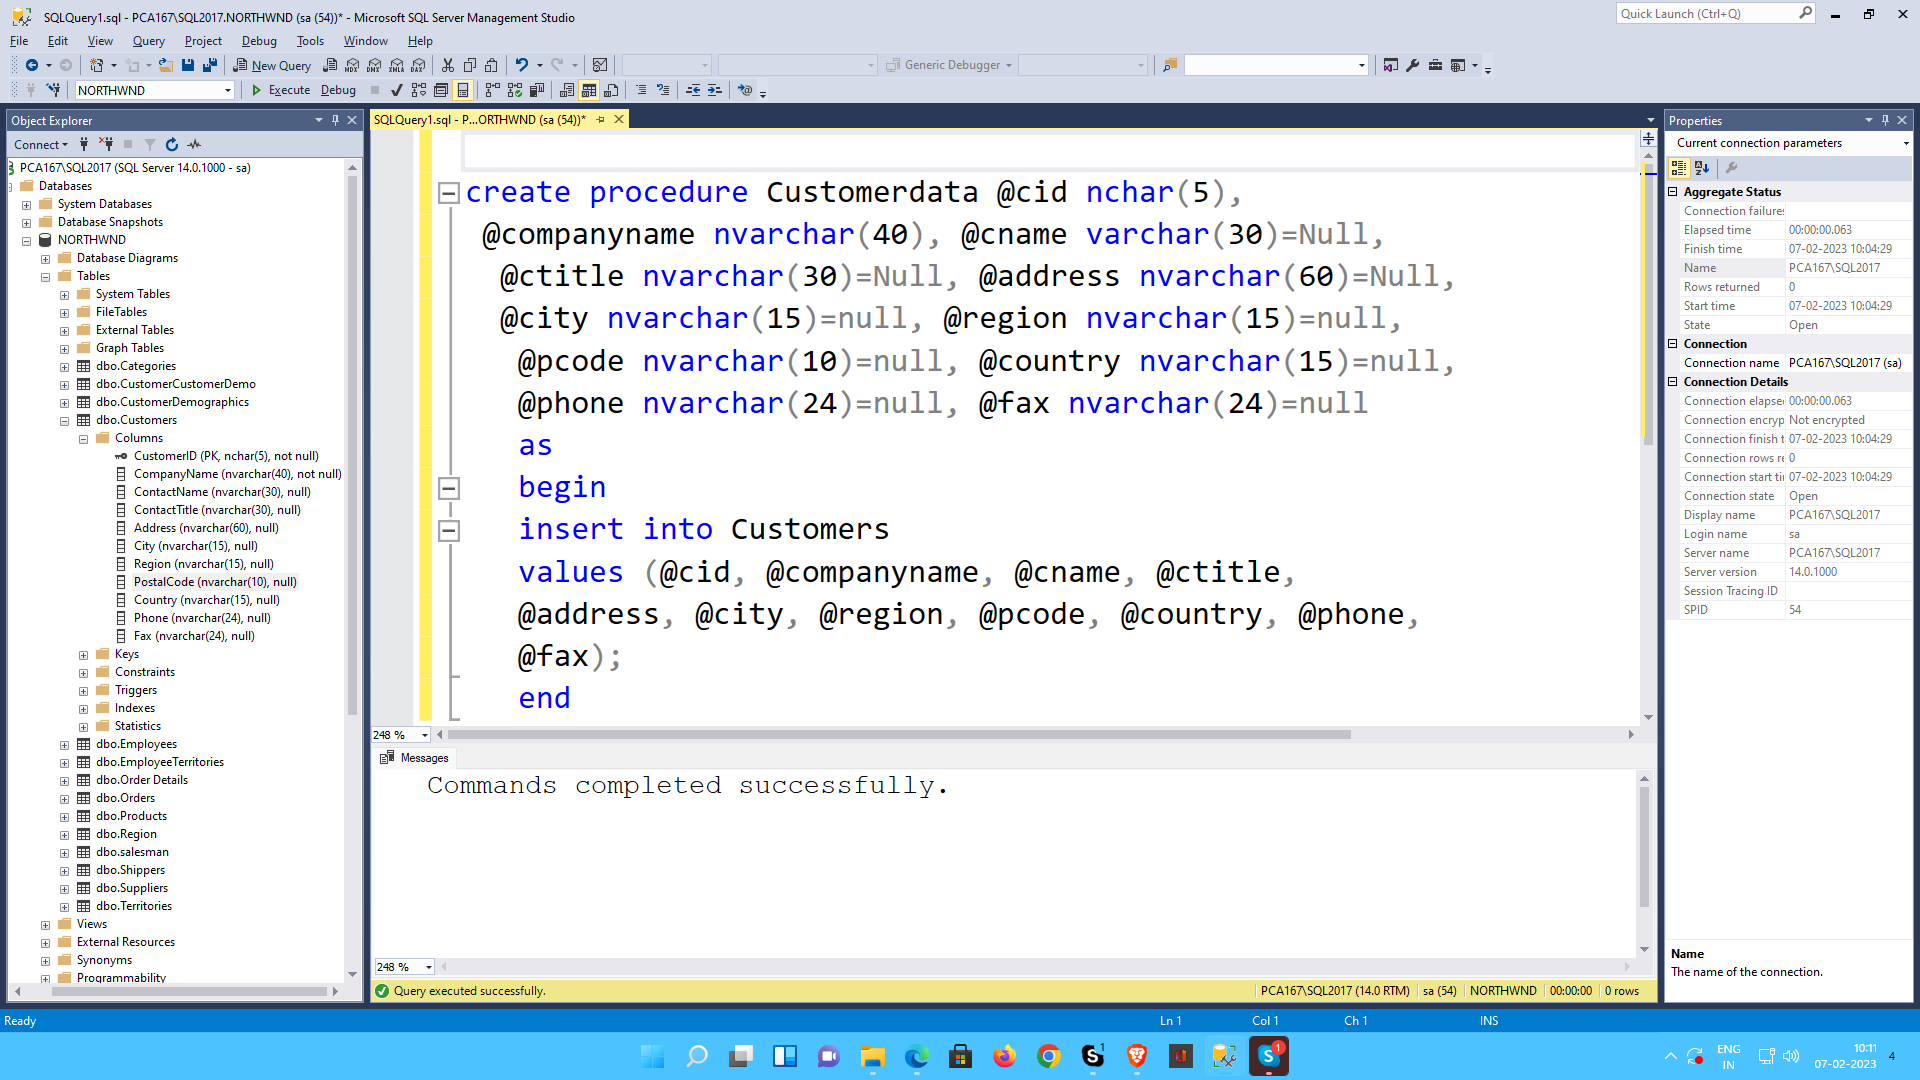 SQLQuery1.sql - PCA167\SQL2017.NORTHWND (sa (54))* - Microsoft SQL Server Management Studio
Quick Launch (Ctrl+Q)
File Edit View Query Project Debug Tools Window Help
New Query
Generic Debugger
NORTHWND
Execute Debug
Object Explorer
Connect
PCA167\SQL2017 (SQL Server 14.0.1000 - sa)
Databases
System Databases
Database Snapshots
NORTHWND
Database Diagrams
Tables
System Tables
FileTables
External Tables
Graph Tables
dbo.Categories
dbo.CustomerCustomerDemo
dbo.CustomerDemographics
dbo.Customers
Columns
CustomerID (PK, nchar(5), not null)
CompanyName (nvarchar(40), not null)
ContactName (nvarchar(30), null)
ContactTitle (nvarchar(30), null)
Address (nvarchar(60), null)
City (nvarchar(15), null)
Region (nvarchar(15), null)
PostalCode (nvarchar(10), null)
Country (nvarchar(15), null)
Phone (nvarchar(24), null)
Fax (nvarchar(24), null)
Keys
Constraints
Triggers
Indexes
Statistics
dbo.Employees
dbo.EmployeeTerritories
dbo.Order Details
dbo.Orders
dbo.Products
dbo.Region
dbo.salesman
dbo.Shippers
dbo.Suppliers
dbo.Territories
Views
External Resources
Synonyms
Programmability
SQLQuery1.sql - P...ORTHWND (sa (54))*
create procedure Customerdata @cid nchar(5),
@companyname nvarchar(40), @cname varchar(30)=Null,
@ctitle nvarchar(30)=Null, @address nvarchar(60)=Null,
@city nvarchar(15)=null, @region nvarchar(15)=null,
@pcode nvarchar(10)=null, @country nvarchar(15)=null,
@phone nvarchar(24)=null, @fax nvarchar(24)=null
as
begin
insert into Customers
values (@cid, @companyname, @cname, @ctitle,
@address, @city, @region, @pcode, @country, @phone,
@fax);
end
248 %
Messages
Commands completed successfully.
248 %
Query executed successfully.
PCA167\SQL2017 (14.0 RTM) sa (54) NORTHWND 00:00:00 0 rows
Properties
Current connection parameters
Aggregate Status
Connection failures
Elapsed time 00:00:00.063
Finish time 07-02-2023 10:04:29
Name PCA167\SQL2017
Rows returned 0
Start time 07-02-2023 10:04:29
State Open
Connection
Connection name PCA167\SQL2017 (sa)
Connection Details
Connection elapse 00:00:00.063
Connection encryp Not encrypted
Connection finish t 07-02-2023 10:04:29
Connection rows re 0
Connection start ti 07-02-2023 10:04:29
Connection state Open
Display name PCA167\SQL2017
Login name sa
Server name PCA167\SQL2017
Server version 14.0.1000
Session Tracing ID
SPID 54
Name
The name of the connection.
Ready Ln 1 Col 1 Ch 1 INS
ENG
IN
10:11
07-02-2023
4